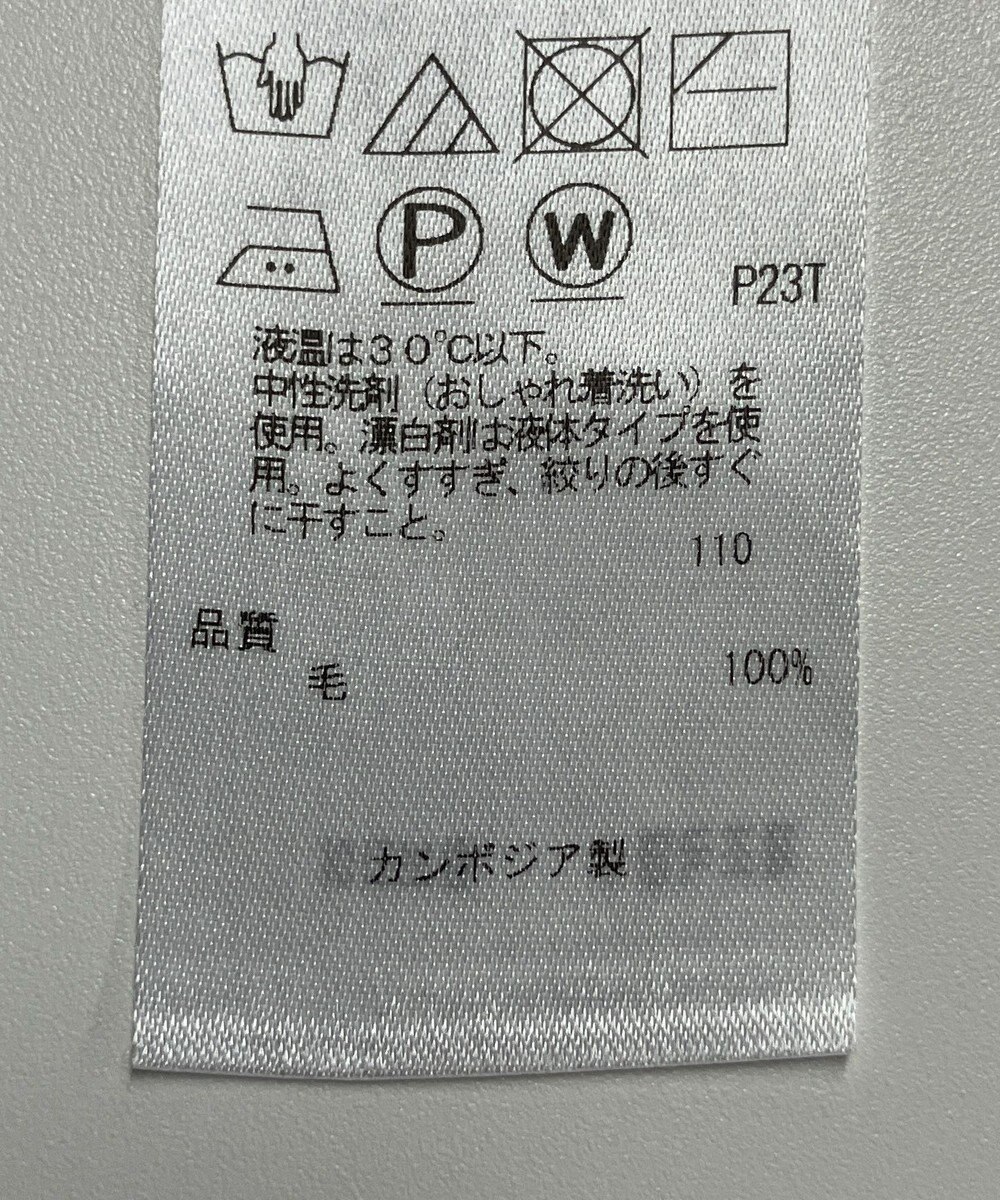 P
W
P23T
液温は30℃以下。
中性洗剤（おしゃれ着洗い）を
使用。漂白剤は液体タイプを使
用。よくすすぎ、絞りの後すぐ
に干すこと。
110
品質
毛 100%
カンボジア製